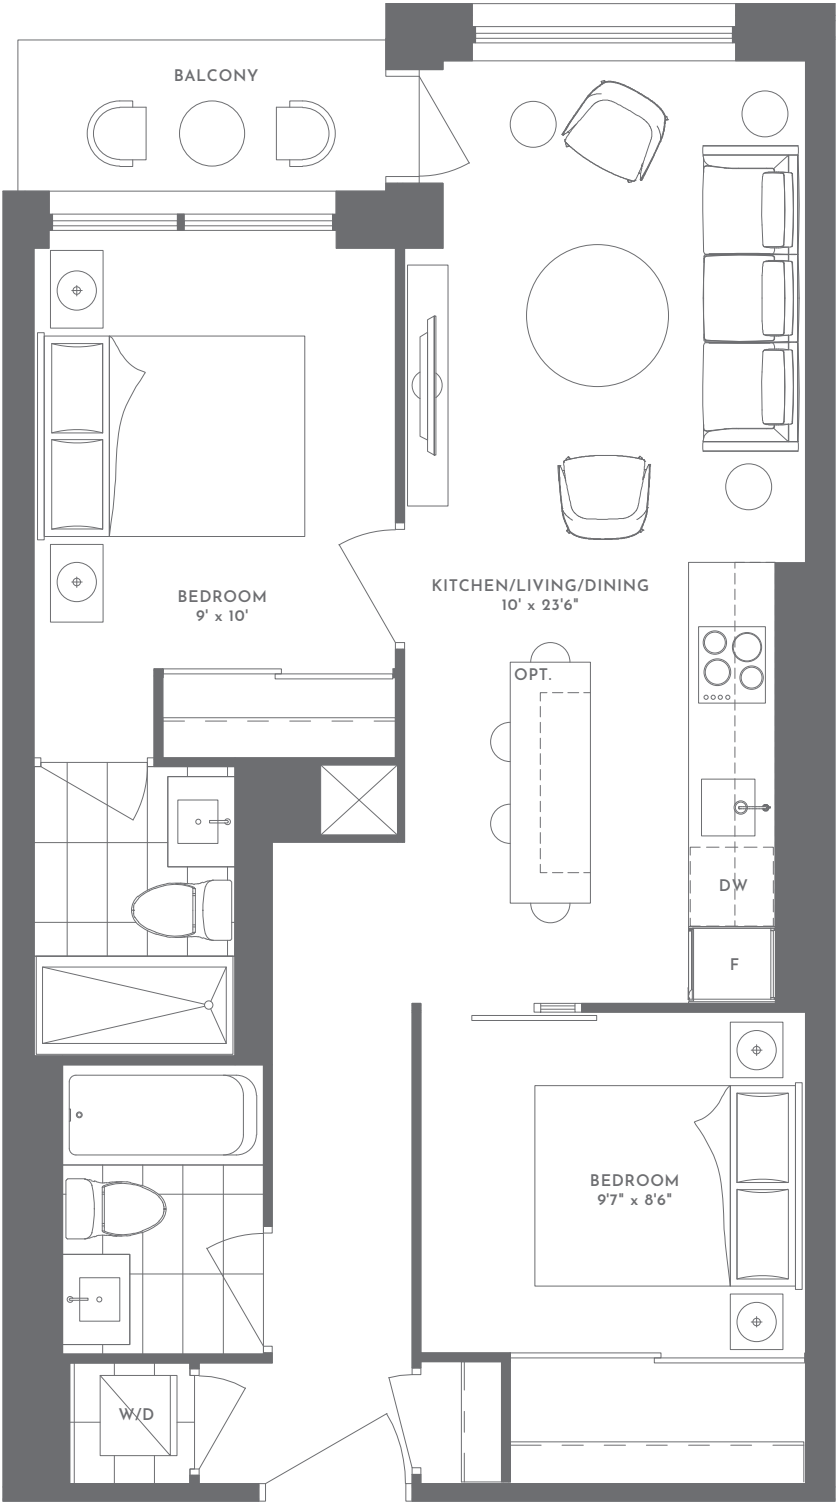 BALCONY
BEDROOM
9' x 10'
KITCHEN/LIVING/DINING
10' x 23'6"
OPT.
DW
F
BEDROOM
9'7" x 8'6"
W/D